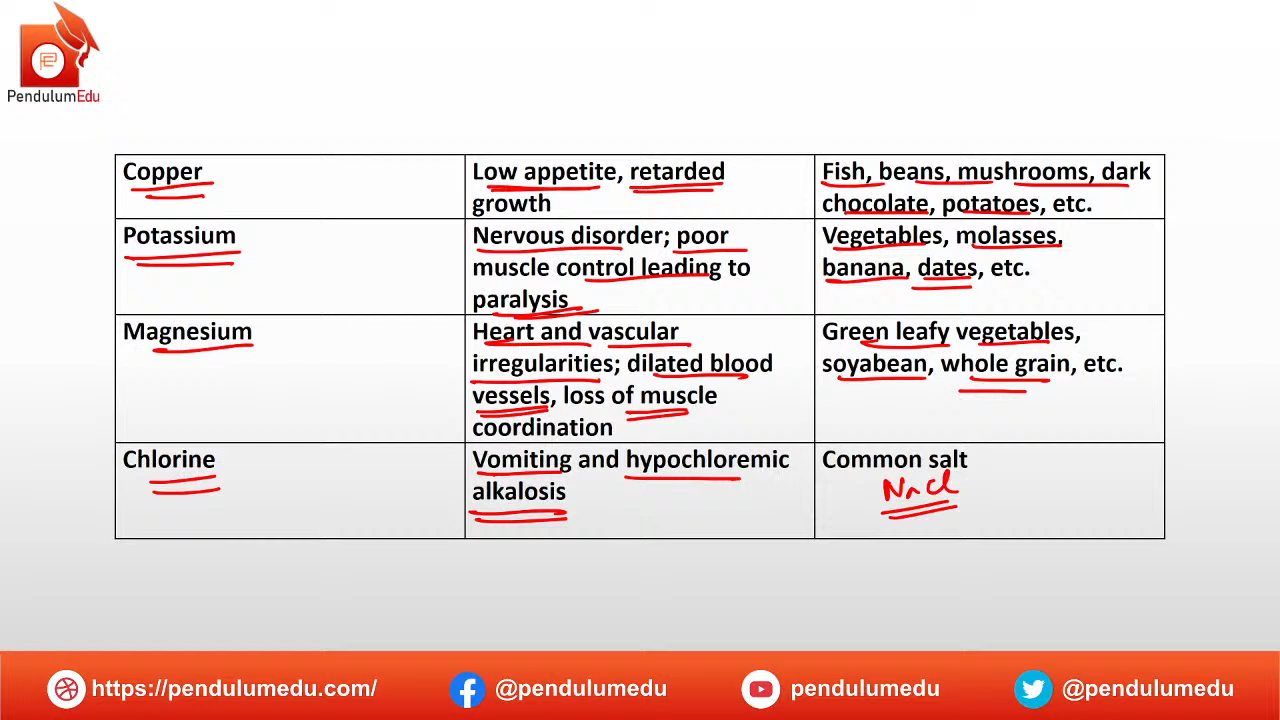 PendulumEdu
Copper
Low appetite, retarded
growth
Fish, beans, mushrooms, dark
chocolate, potatoes, etc.
Potassium
Nervous disorder; poor
muscle control leading to
paralysis
Vegetables, molasses,
banana, dates, etc.
Magnesium
Heart and vascular
irregularities; dilated blood
vessels, loss of muscle
coordination
Green leafy vegetables,
soyabean, whole grain, etc.
Chlorine
Vomiting and hypochloremic
alkalosis
Common salt
NaCl
https://pendulumedu.com/
@pendulumedu
pendulumedu
@pendulumedu